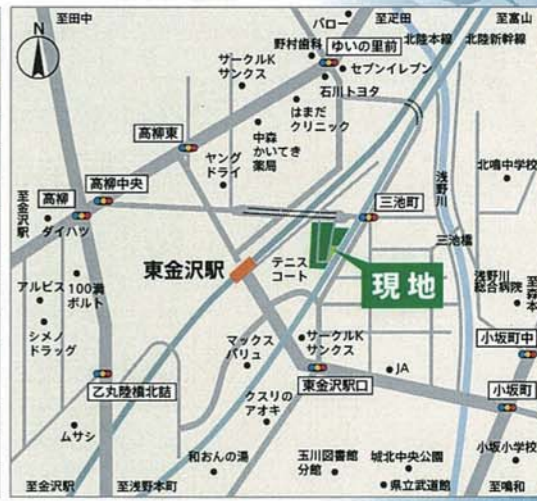 至田中
N
バロー
至疋田
至富山
野村歯科
ゆいの里前
北陸本線
北陸新幹線
サークルK
サンクス
セブンイレブン
石川トヨタ
はまだ
クリニック
高柳東
中森
かいてき
薬局
ヤング
ドライ
北鳴中学校
浅野川
高柳
高柳中央
三池町
至金沢駅
ダイハツ
三池橋
東金沢駅
テニス
コート
現地
アルビス
100満
ボルト
浅野川
総合病院
至森本
シメノ
ドラッグ
マックス
バリュ
サークルK
サンクス
小坂町中
乙丸陸橋北詰
東金沢駅口
JA
小坂町
クスリの
アオキ
ムサシ
和おんの湯
玉川図書館
分館
城北中央公園
県立武道館
小坂小学校
至金沢駅
至浅野本町
至鳴和